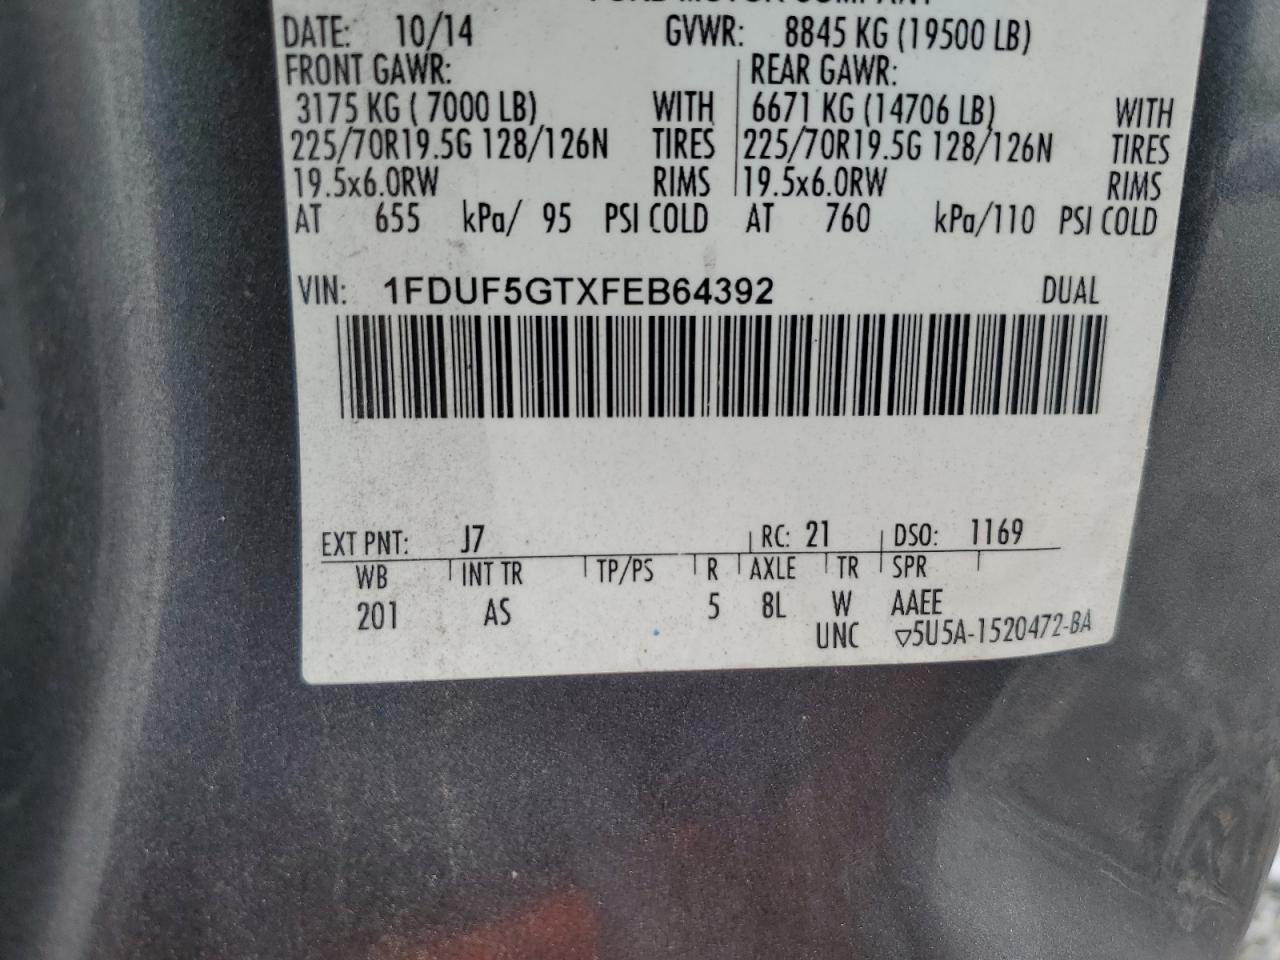 FORD MOTOR COMPANY
DATE: 10/14 GVWR: 8845 KG (19500 LB)
FRONT GAWR: REAR GAWR:
3175 KG ( 7000 LB) WITH 6671 KG (14706 LB) WITH
225/70R19.5G 128/126N TIRES 225/70R19.5G 128/126N TIRES
19.5x6.0RW RIMS 19.5x6.0RW RIMS
AT 655 kPa/ 95 PSI COLD AT 760 kPa/110 PSI COLD
VIN: 1FDUF5GTXFEB64392 DUAL
EXT PNT: J7 RC: 21 DSO: 1169
WB INT TR TP/PS R AXLE TR SPR
201 AS 5 8L W AAEE
UNC ▽5U5A-1520472-BA